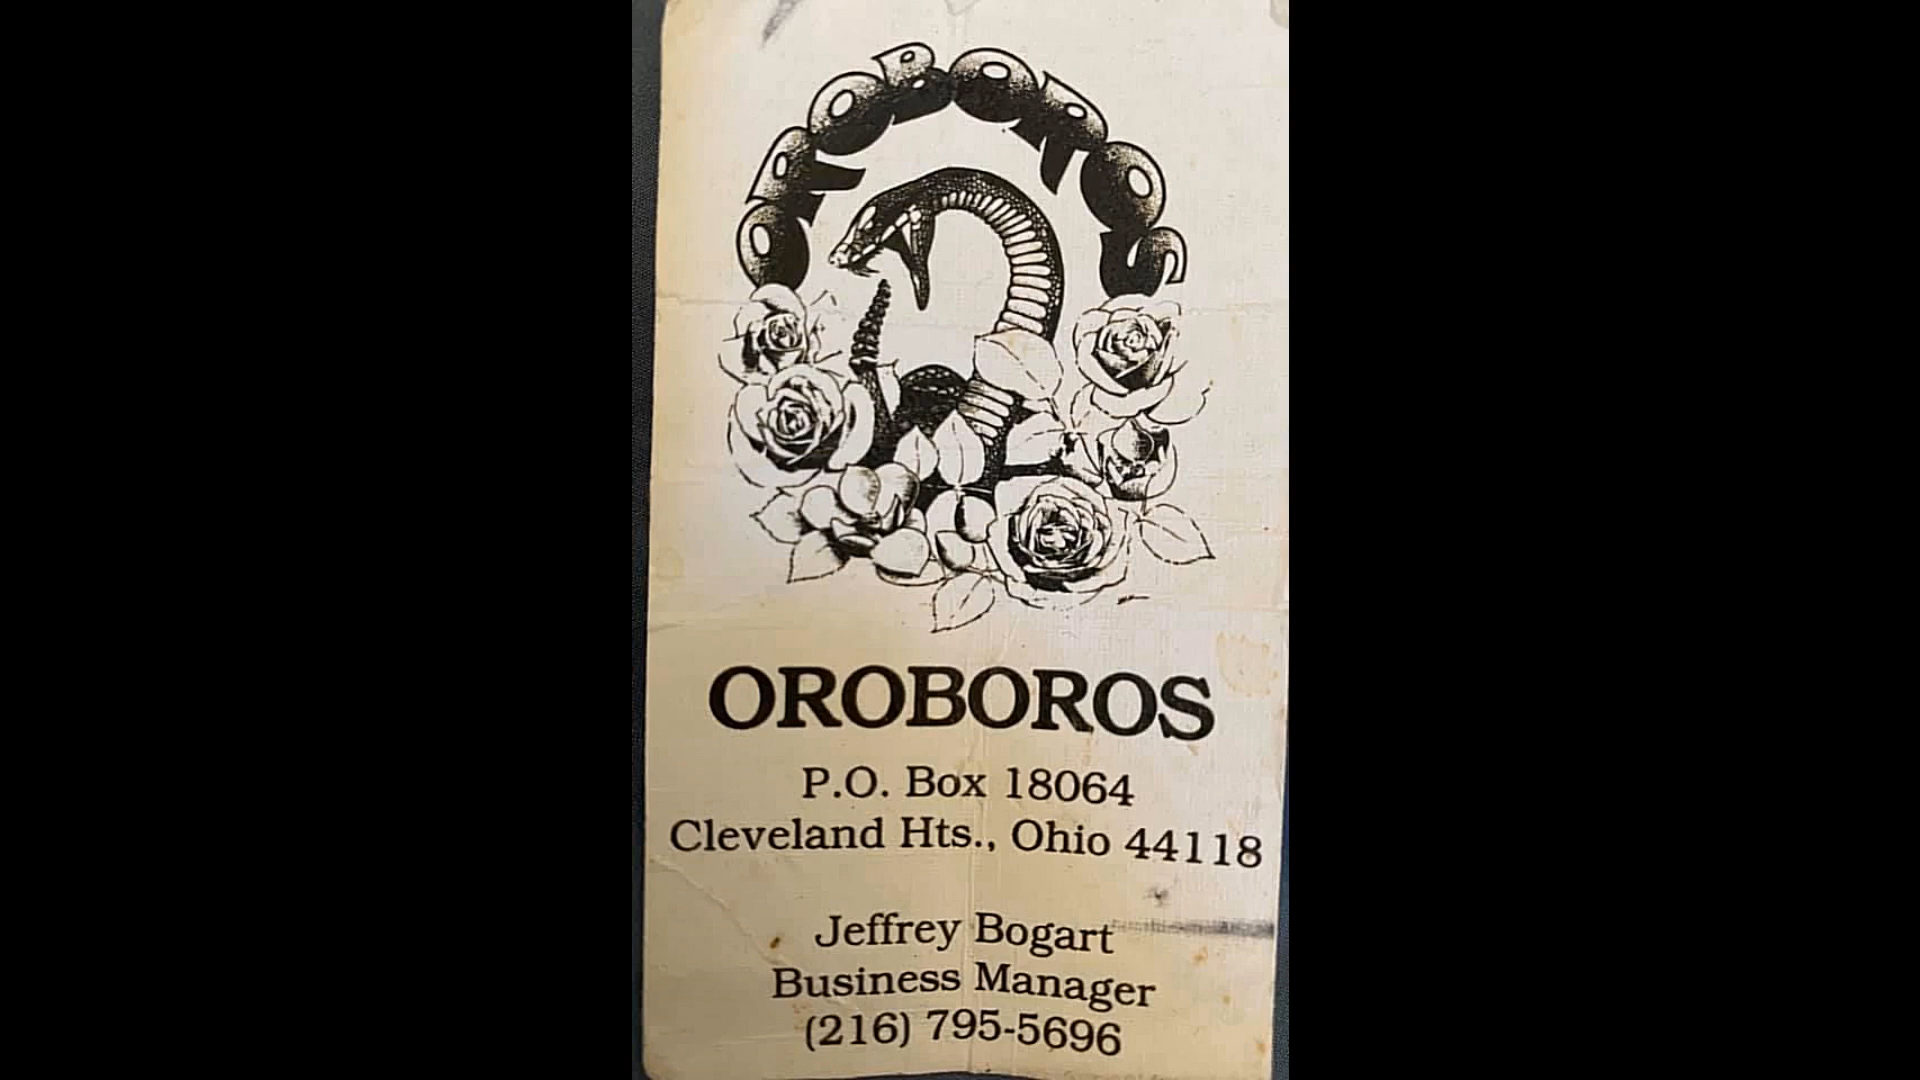 OROBOROS
OROBOROS
P.O. Box 18064
Cleveland Hts., Ohio 44118
Jeffrey Bogart
Business Manager
(216) 795-5696